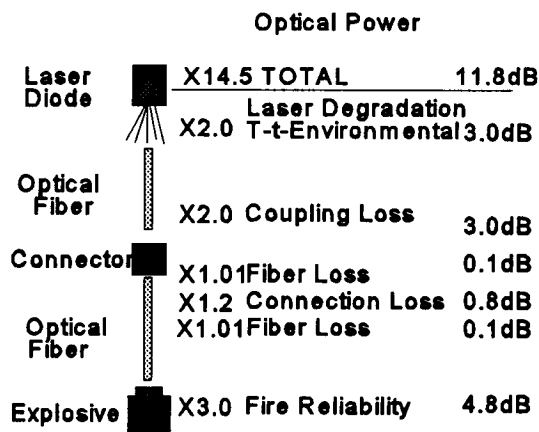 Optical Power
Laser Diode X14.5 TOTAL 11.8dB
Laser Degradation
X2.0 T-t-Environmental 3.0dB
Optical Fiber
X2.0 Coupling Loss 3.0dB
Connector
X1.01 Fiber Loss 0.1dB
X1.2 Connection Loss 0.8dB
Optical Fiber
X1.01 Fiber Loss 0.1dB
Explosive X3.0 Fire Reliability 4.8dB